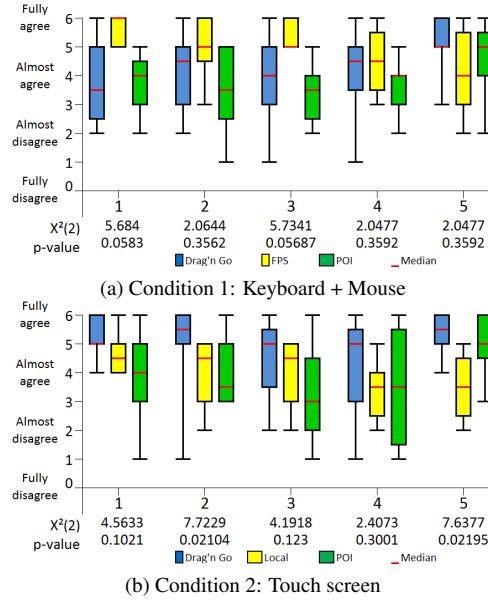 Fully
agree
6
5
Almost
agree
4
3
Almost
disagree
2
1
Fully
disagree
0
1 2 3 4 5
X²(2) 5.684 2.0644 5.7341 2.0477 2.0477
p-value 0.0583 0.3562 0.05687 0.3592 0.3592
Drag'n Go FPS POI Median
(a) Condition 1: Keyboard + Mouse
Fully
agree
6
5
Almost
agree
4
3
Almost
disagree
2
1
Fully
disagree
0
1 2 3 4 5
X²(2) 4.5633 7.7229 4.1918 2.4073 7.6377
p-value 0.1021 0.02104 0.123 0.3001 0.02195
Drag'n Go Local POI Median
(b) Condition 2: Touch screen